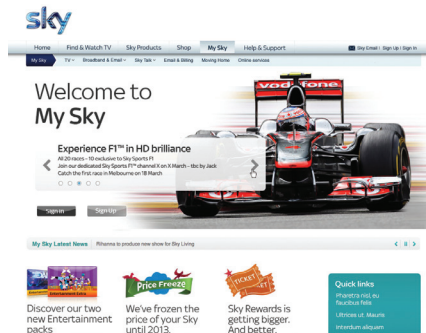 sky
Home Find & Watch TV Sky Products Shop My Sky Help & Support Sky Email | Sign Up | Sign In
My Sky TV Broadband & Email Sky Talk Email & Billing Moving Home Online services
Welcome to
My Sky
vodafone
Experience F1™ in HD brilliance
All 20 races - 10 exclusive to Sky Sports F1
Join our dedicated Sky Sports F1™ channel X on X March - tbc by Jack
Catch the first race in Melbourne on 18 March
Sign in Sign Up
My Sky Latest News Rihanna to produce new show for Sky Living
Price Freeze
TICKET
Discover our two
new Entertainment
packs
We've frozen the
price of your Sky
until 2013.
Sky Rewards is
getting bigger.
And better.
Quick links
Pharetra nisl, eu
faucibus felis
Ultrices ut. Mauris
Interdum aliquam